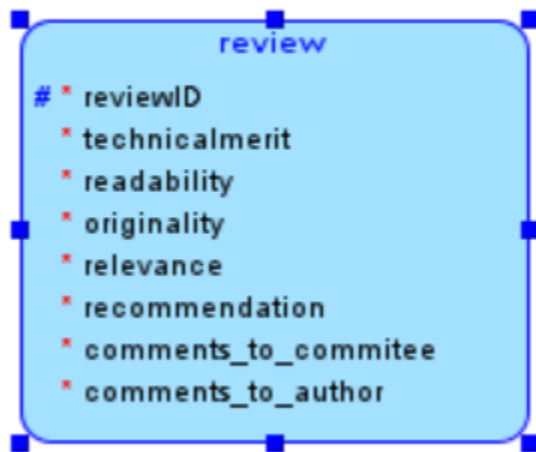 review
# * reviewID
* technicalmerit
* readability
* originality
* relevance
* recommendation
* comments_to_commitee
* comments_to_author